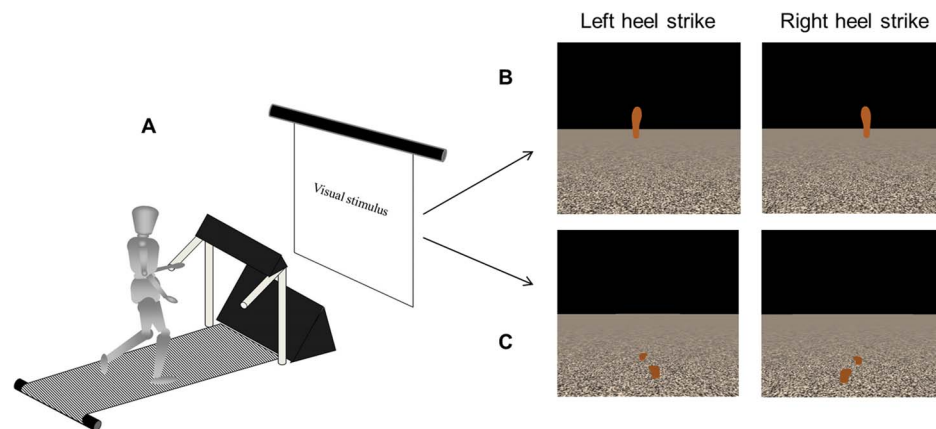 Left heel strike
Right heel strike
B
A
Visual stimulus
C